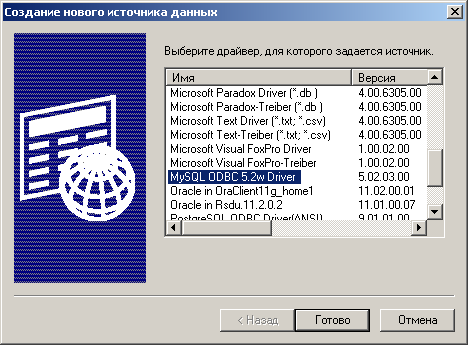 Создание нового источника данных
Выберите драйвер, для которого задается источник.
Имя Версия
Microsoft Paradox Driver (*.db ) 4.00.6305.00
Microsoft Paradox-Treiber (*.db ) 4.00.6305.00
Microsoft Text Driver (*.txt; *.csv) 4.00.6305.00
Microsoft Text-Treiber (*.txt; *.csv) 4.00.6305.00
Microsoft Visual FoxPro Driver 1.00.02.00
Microsoft Visual FoxPro-Treiber 1.00.02.00
MySQL ODBC 5.2w Driver 5.02.03.00
Oracle in OraClient11g_home1 11.02.00.01
Oracle in Rsdu.11.2.0.2 11.01.00.07
PostgreSQL ODBC Driver(ANSI) 9.01.01.00
< Назад Готово Отмена